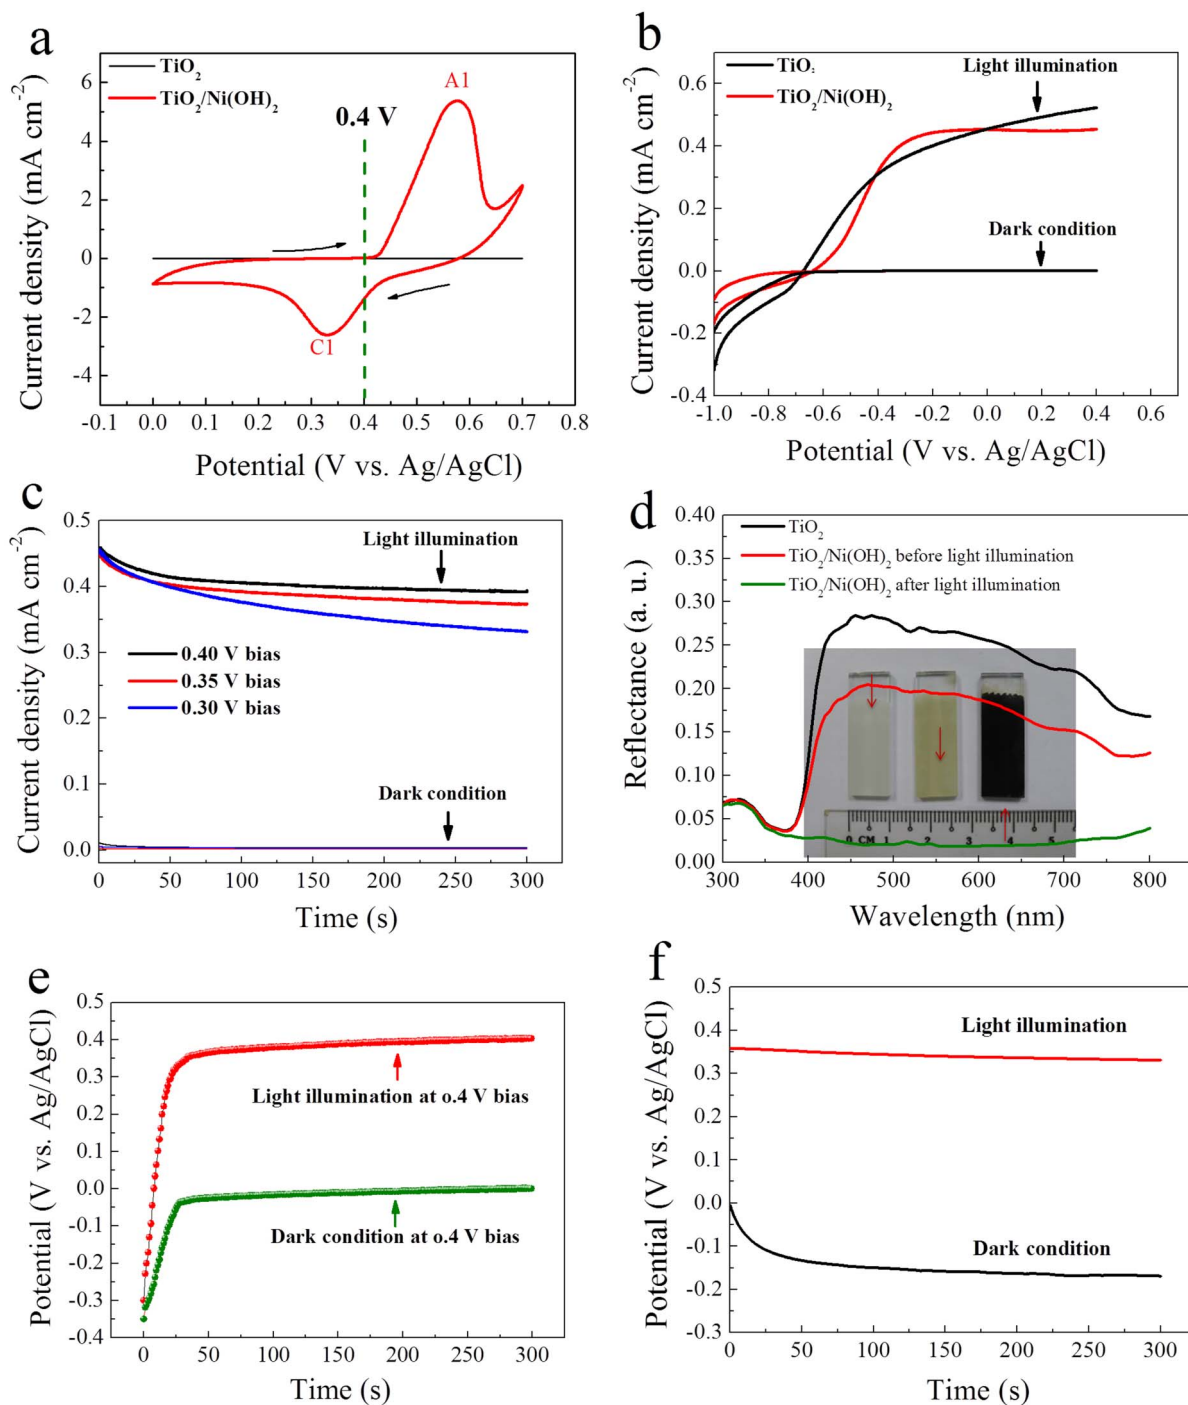 a
TiO2
TiO2/Ni(OH)2
A1
0.4 V
C1
6
4
2
0
-2
-4
-0.1 0.0 0.1 0.2 0.3 0.4 0.5 0.6 0.7 0.8
Current density (mA cm-2)
Potential (V vs. Ag/AgCl)
b
TiO2
TiO2/Ni(OH)2
Light illumination
Dark condition
0.6
0.4
0.2
0.0
-0.2
-0.4
-1.0 -0.8 -0.6 -0.4 -0.2 0.0 0.2 0.4 0.6
Current density (mA cm-2)
Potential (V vs. Ag/AgCl)
c
Light illumination
0.40 V bias
0.35 V bias
0.30 V bias
Dark condition
0.5
0.4
0.3
0.2
0.1
0.0
0 50 100 150 200 250 300
Current density (mA cm-2)
Time (s)
d
TiO2
TiO2/Ni(OH)2 before light illumination
TiO2/Ni(OH)2 after light illumination
0.40
0.35
0.30
0.25
0.20
0.15
0.10
0.05
0.00
0 CM 1 2 3 4 5
300 400 500 600 700 800
Reflectance (a. u.)
Wavelength (nm)
e
Light illumination at o.4 V bias
Dark condition at o.4 V bias
0.5
0.4
0.3
0.2
0.1
0.0
-0.1
-0.2
-0.3
-0.4
0 50 100 150 200 250 300
Potential (V vs. Ag/AgCl)
Time (s)
f
Light illumination
Dark condition
0.5
0.4
0.3
0.2
0.1
0.0
-0.1
-0.2
-0.3
0 50 100 150 200 250 300
Potential (V vs. Ag/AgCl)
Time (s)